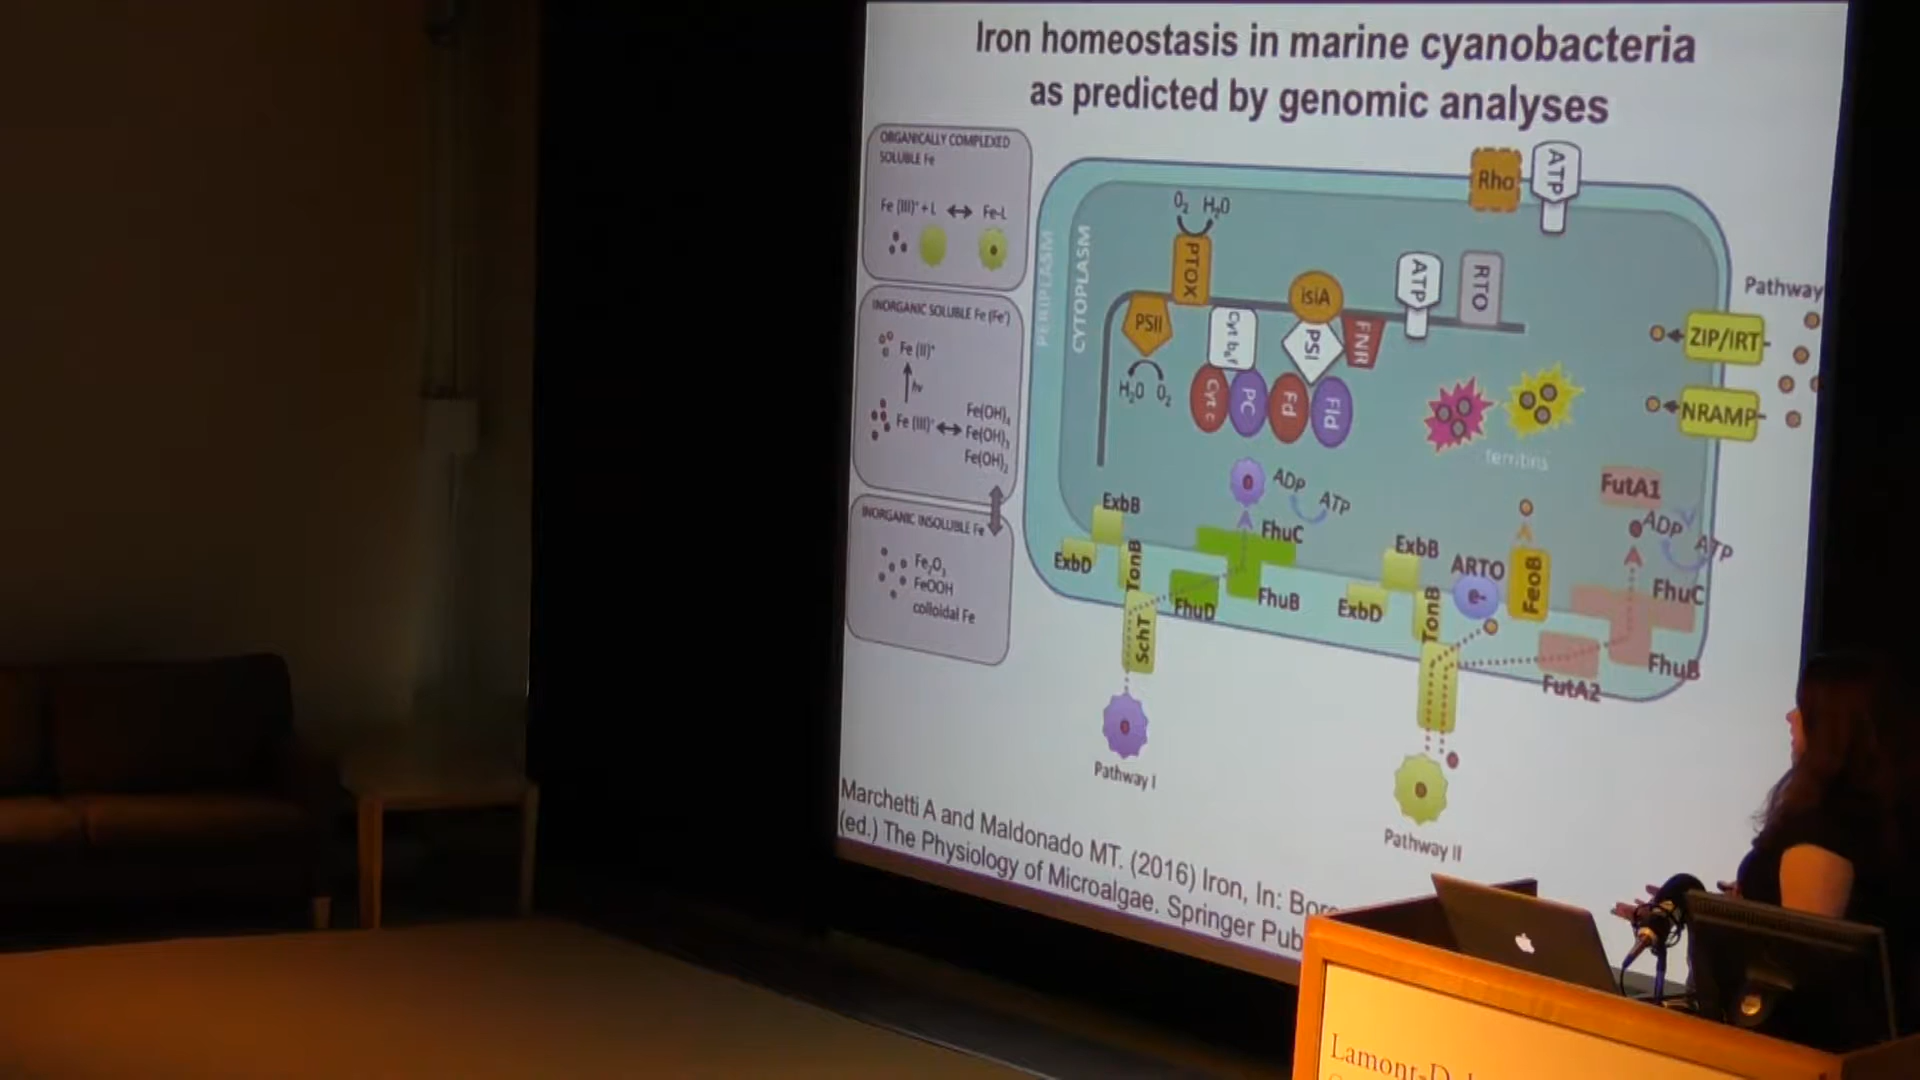 Iron homeostasis in marine cyanobacteria
as predicted by genomic analyses
ORGANICALLY COMPLEXED
SOLUBLE Fe
Fe (III)' + L ↔ Fe-L
INORGANIC SOLUBLE Fe (Fe')
Fe (II)'
hv
Fe (III)' ↔
Fe(OH)4
Fe(OH)3
Fe(OH)2
INORGANIC INSOLUBLE Fe
Fe2O3
FeOOH
colloidal Fe
PERIPLASM
CYTOPLASM
O2 H2O
PTOX
PSII
H2O O2
Cyt b6f
Cyt c
PC
isiA
PSI
FNR
Fd
Fld
ATP
RTO
Rho
ATP
ferritins
Pathway
ZIP/IRT
NRAMP
ExbB
ExbD
TonB
SchT
FhuD
FhuB
FhuC
ADP
ATP
Pathway I
ExbB
ExbD
TonB
ARTO
e-
FeoB
FutA1
ADP
ATP
FhuC
FhuB
FutA2
Pathway II
Marchetti A and Maldonado MT. (2016) Iron, In:
(ed.) The Physiology of Microalgae. Springer